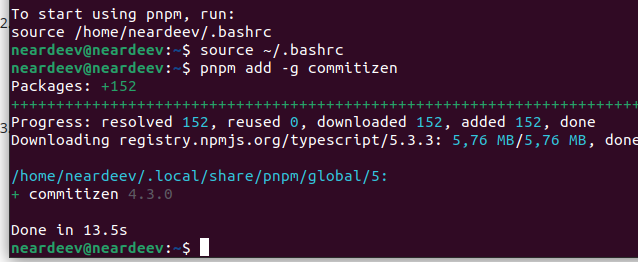 To start using pnpm, run:
2
source /home/neardeev/.bashrc
neardeev@neardeev:~$ source ~/.bashrc
neardeev@neardeev:~$ pnpm add -g commitizen
Packages: +152
++++++++++++++++++++++++++++++++++++++++++++++++++++++++++++++++++++++
3
Progress: resolved 152, reused 0, downloaded 152, added 152, done
Downloading registry.npmjs.org/typescript/5.3.3: 5,76 MB/5,76 MB, done
/home/neardeev/.local/share/pnpm/global/5:
+ commitizen 4.3.0
Done in 13.5s
neardeev@neardeev:~$